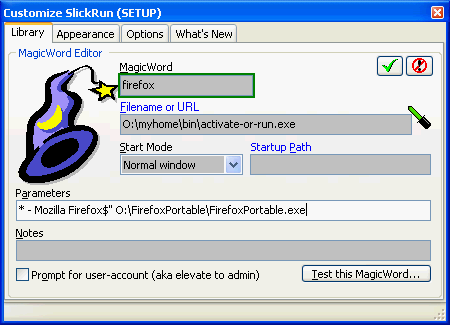 Customize SlickRun (SETUP)
Library Appearance Options What's New
MagicWord Editor
MagicWord
firefox
Filename or URL
O:\myhome\bin\activate-or-run.exe
Start Mode Startup Path
Normal window
Parameters
* - Mozilla Firefox$" O:\FirefoxPortable\FirefoxPortable.exe
Notes
Prompt for user-account (aka elevate to admin) Test this MagicWord...